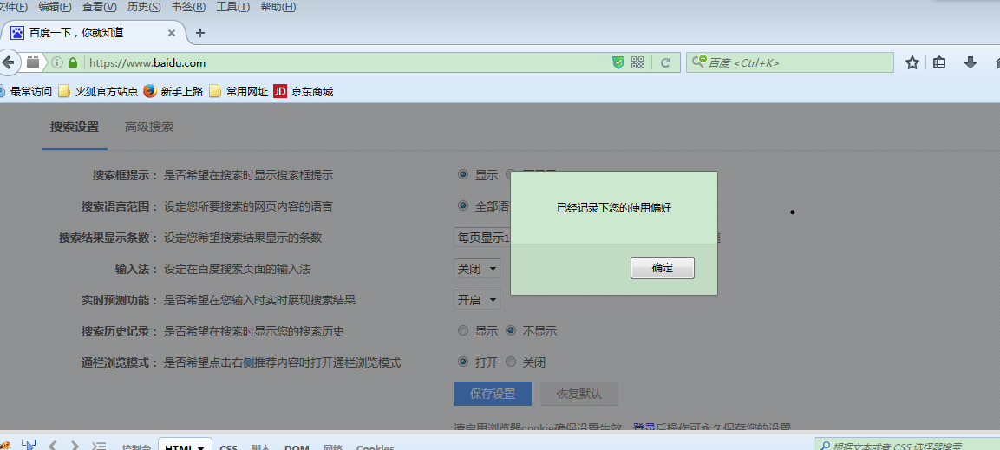 文件(F) 编辑(E) 查看(V) 历史(S) 书签(B) 工具(T) 帮助(H)
百度一下，你就知道 × +
https://www.baidu.com 百度 <Ctrl+K>
最常访问 火狐官方站点 新手上路 常用网址 JD 京东商城
搜索设置 高级搜索
搜索框提示： 是否希望在搜索时显示搜索框提示 显示
搜索语言范围： 设定您所要搜索的网页内容的语言 全部语
搜索结果显示条数： 设定您希望搜索结果显示的条数 每页显示1
输入法： 设定在百度搜索页面的输入法 关闭
实时预测功能： 是否希望在您输入时实时展现搜索结果 开启
搜索历史记录： 是否希望在搜索时显示您的搜索历史 显示 不显示
通栏浏览模式： 是否希望点击右侧推荐内容时打开通栏浏览模式 打开 关闭
保存设置 恢复默认
请启用浏览器cookie确保设置生效，登录后操作可永久保存您的设置
已经记录下您的使用偏好
确定
控制台 HTML CSS 脚本 DOM 网络 Cookies 根据文本或者 CSS 选择器搜索